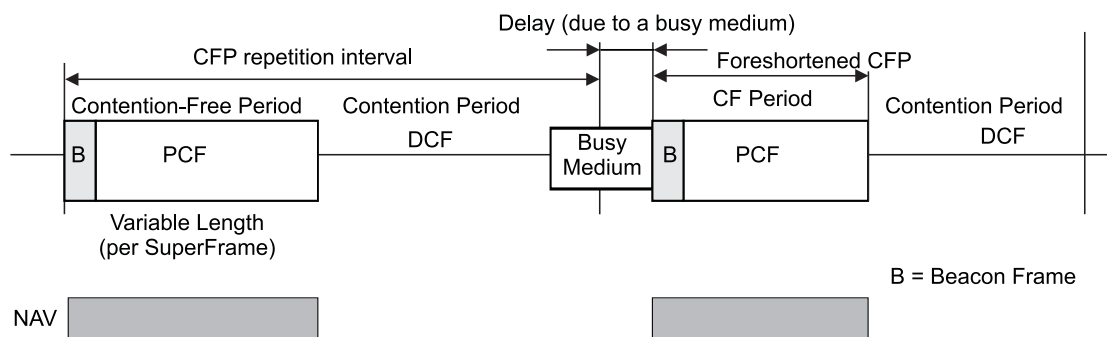 Delay (due to a busy medium)
CFP repetition interval
Foreshortened CFP
Contention-Free Period
Contention Period
CF Period
Contention Period
B
PCF
DCF
Busy
Medium
B
PCF
DCF
Variable Length
(per SuperFrame)
B = Beacon Frame
NAV